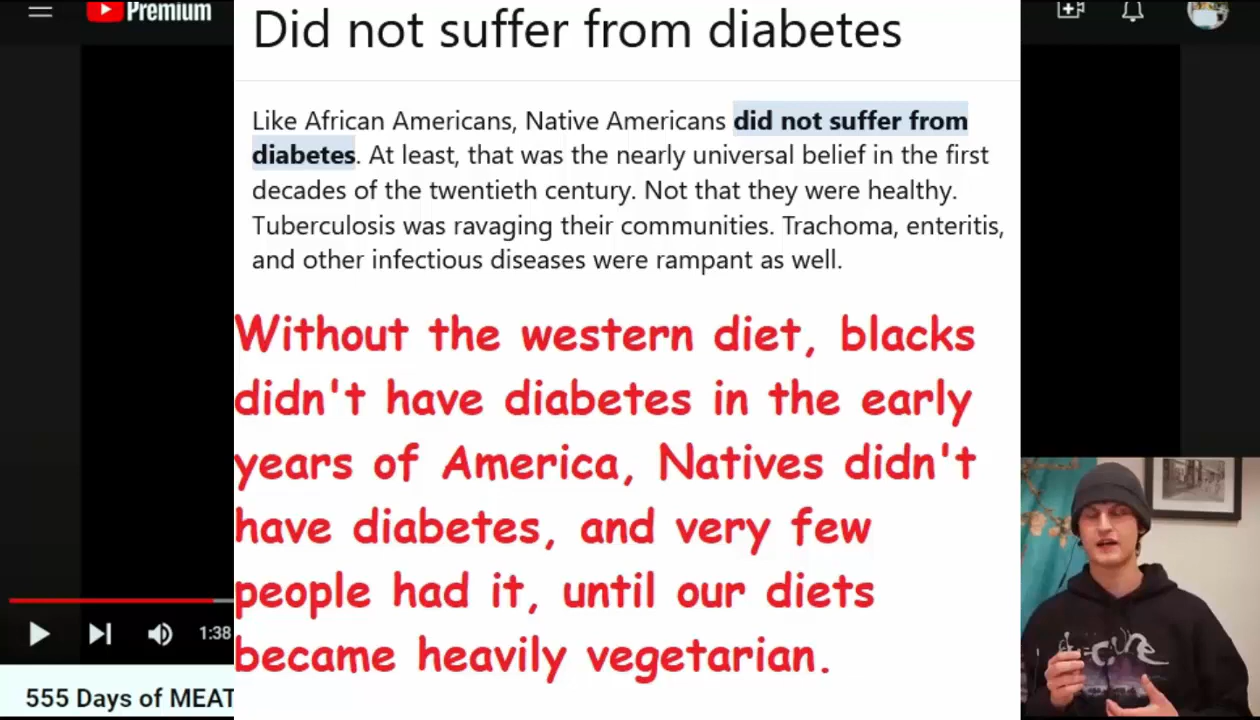 Premium
Did not suffer from diabetes
Like African Americans, Native Americans did not suffer from
diabetes. At least, that was the nearly universal belief in the first
decades of the twentieth century. Not that they were healthy.
Tuberculosis was ravaging their communities. Trachoma, enteritis,
and other infectious diseases were rampant as well.
Without the western diet, blacks
didn't have diabetes in the early
years of America, Natives didn't
have diabetes, and very few
people had it, until our diets
became heavily vegetarian.
1:38
555 Days of MEAT